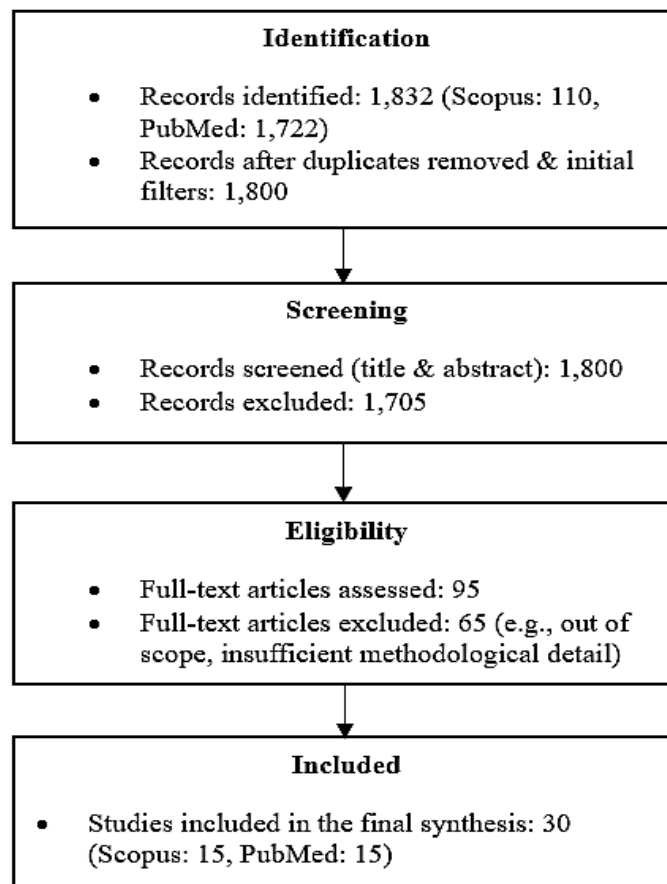 Identification
• Records identified: 1,832 (Scopus: 110,
PubMed: 1,722)
• Records after duplicates removed & initial
filters: 1,800
Screening
• Records screened (title & abstract): 1,800
• Records excluded: 1,705
Eligibility
• Full-text articles assessed: 95
• Full-text articles excluded: 65 (e.g., out of
scope, insufficient methodological detail)
Included
• Studies included in the final synthesis: 30
(Scopus: 15, PubMed: 15)